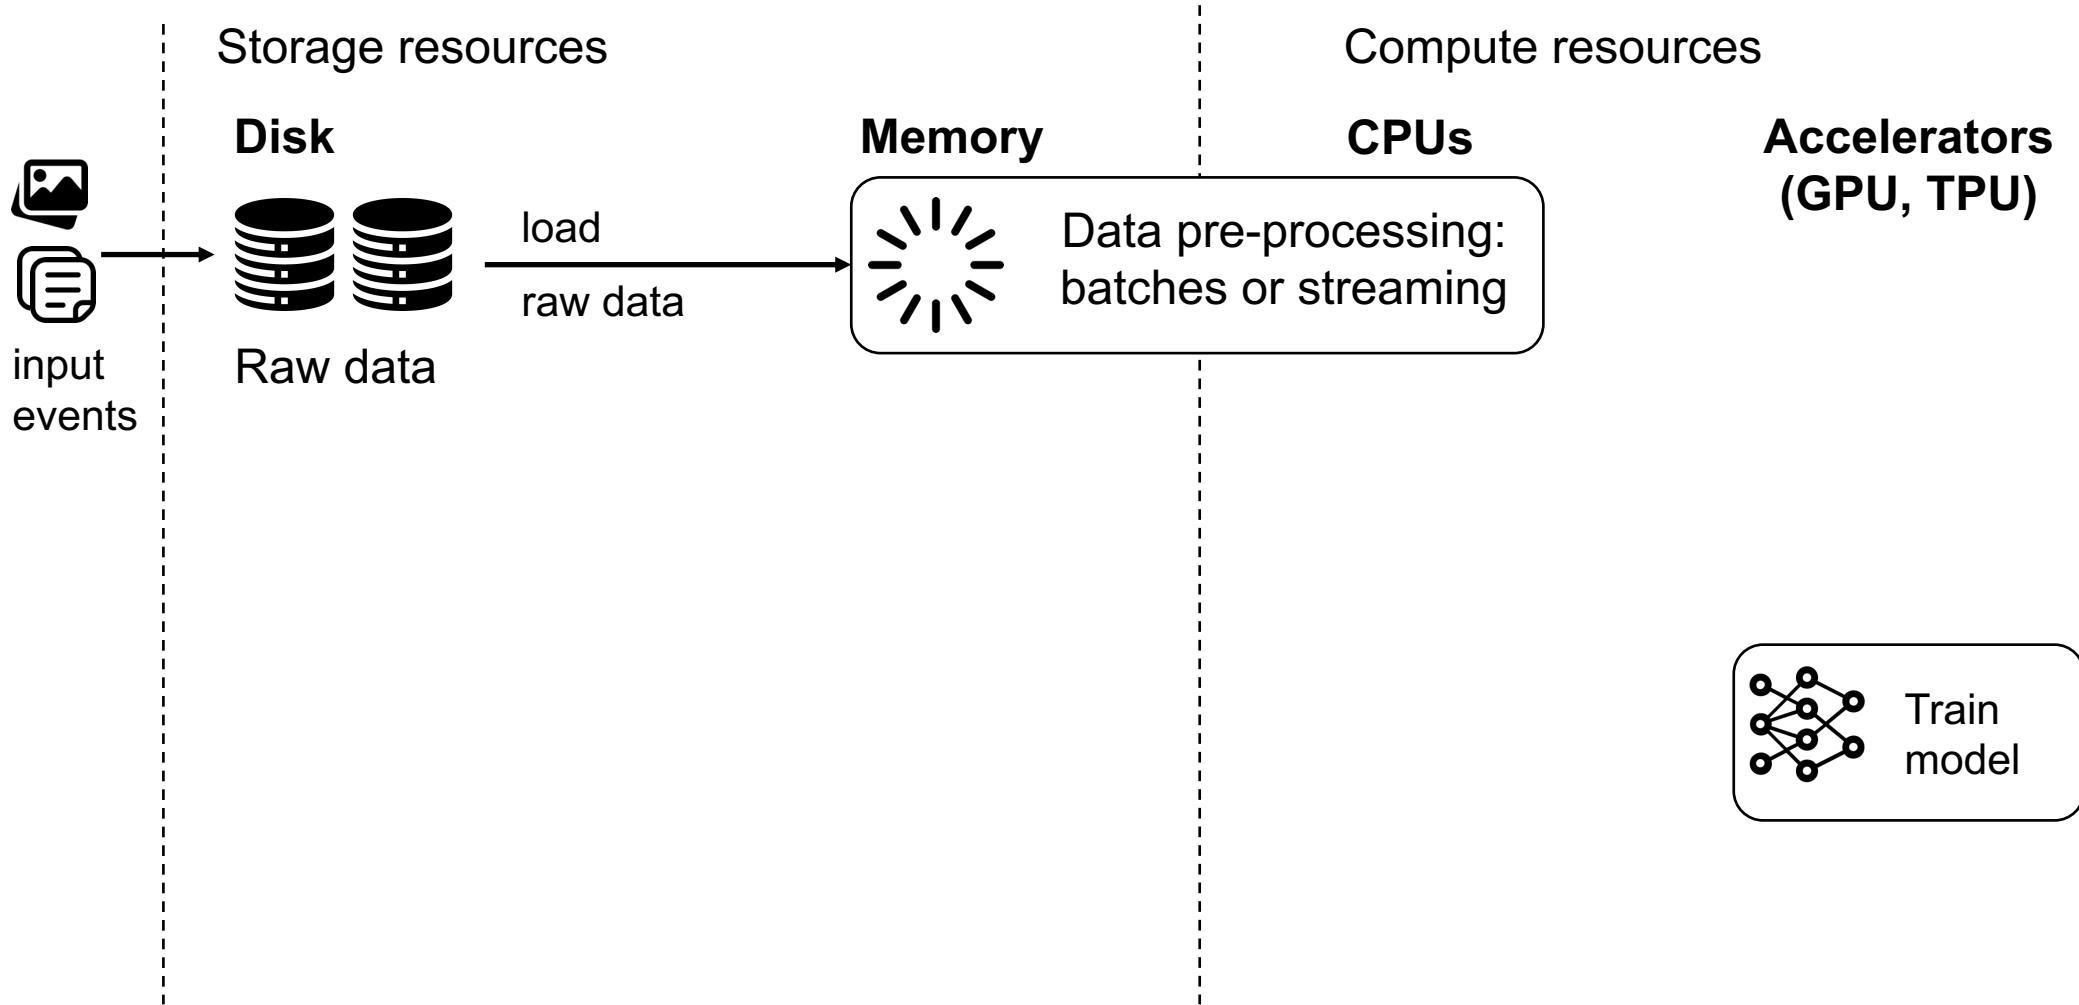 Storage resources
Compute resources
Disk
Memory
CPUs
Accelerators
(GPU, TPU)
load
raw data
Data pre-processing:
batches or streaming
input
events
Raw data
Train
model